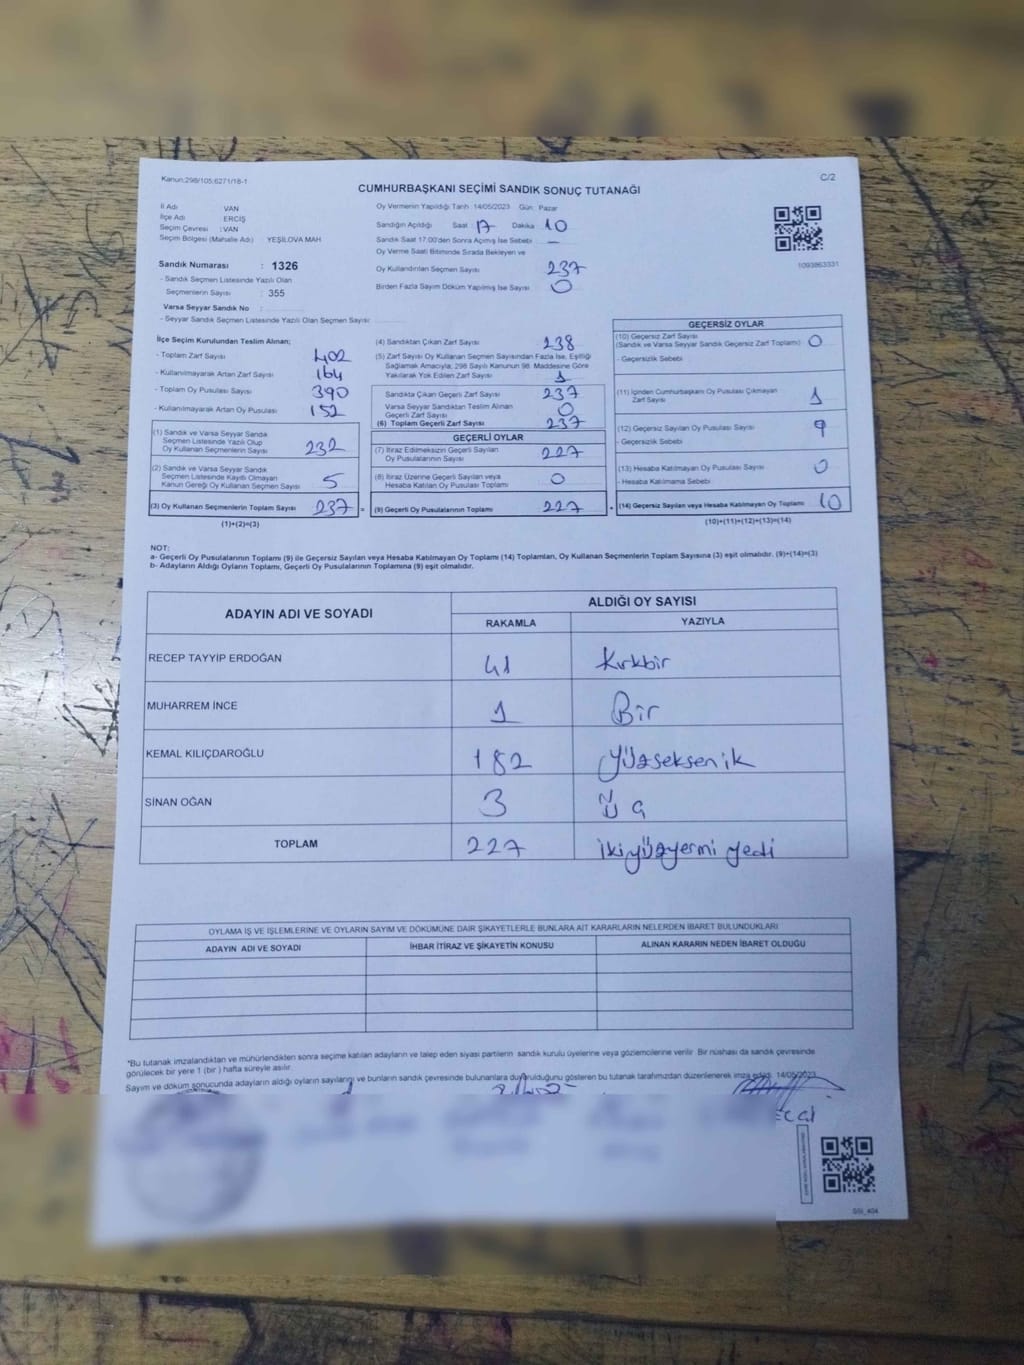 Kanun:298/105;6271/18-1
C/2
CUMHURBAŞKANI SEÇİMİ SANDIK SONUÇ TUTANAĞI
İl Adı VAN
İlçe Adı ERCİŞ
Seçim Çevresi : VAN
Seçim Bölgesi (Mahalle Adı) YEŞİLOVA MAH
Sandık Numarası : 1326
- Sandık Seçmen Listesinde Yazılı Olan
Seçmenlerin Sayısı : 355
Varsa Seyyar Sandık No :
- Seyyar Sandık Seçmen Listesinde Yazılı Olan Seçmen Sayısı:
Oy Vermenin Yapıldığı Tarih :14/05/2023 Gün: Pazar
Sandığın Açıldığı Saat : 17 Dakika 10
Sandık Saat 17.00'den Sonra Açımış İse Sebebi : —
Oy Verme Saati Bitiminde Sırada Bekleyen ve
Oy Kullandırılan Seçmen Sayısı 237
Birden Fazla Sayım Döküm Yapılmış İse Sayısı 0
1093863331
İlçe Seçim Kurulundan Teslim Alınan;
- Toplam Zarf Sayısı 402
- Kullanılmayarak Artan Zarf Sayısı 164
- Toplam Oy Pusulası Sayısı 390
- Kullanılmayarak Artan Oy Pusulası 152
(1) Sandık ve Varsa Seyyar Sandık
Seçmen Listesinde Yazılı Olup
Oy Kullanan Seçmenlerin Sayısı 232
(2) Sandık ve Varsa Seyyar Sandık
Seçmen Listesinde Kayıtlı Olmayan
Kanun Gereği Oy Kullanan Seçmen Sayısı 5
(3) Oy Kullanan Seçmenlerin Toplam Sayısı 237 =
(1)+(2)=(3)
(4) Sandıktan Çıkan Zarf Sayısı 238
(5) Zarf Sayısı Oy Kullanan Seçmen Sayısından Fazla İse, Eşitliği
Sağlamak Amacıyla; 298 Sayılı Kanunun 98. Maddesine Göre
Yakılarak Yok Edilen Zarf Sayısı 1
Sandıkta Çıkan Geçerli Zarf Sayısı 237
Varsa Seyyar Sandıktan Teslim Alınan
Geçerli Zarf Sayısı 0
(6) Toplam Geçerli Zarf Sayısı 237
GEÇERLİ OYLAR
(7) İtiraz Edilmeksizin Geçerli Sayılan
Oy Pusulalarının Sayısı 227
(8) İtiraz Üzerine Geçerli Sayılan veya
Hesaba Katılan Oy Pusulası Toplamı 0
(9) Geçerli Oy Pusulalarının Toplamı 227 +
GEÇERSİZ OYLAR
(10) Geçersiz Zarf Sayısı
(Sandık ve Varsa Seyyar Sandık Geçersiz Zarf Toplamı) 0
- Geçersizlik Sebebi
(11) İçinden Cumhurbaşkanı Oy Pusulası Çıkmayan
Zarf Sayısı 1
(12) Geçersiz Sayılan Oy Pusulası Sayısı 9
- Geçersizlik Sebebi
(13) Hesaba Katılmayan Oy Pusulası Sayısı 0
- Hesaba Katılmama Sebebi
(14) Geçersiz Sayılan veya Hesaba Katılmayan Oy Toplamı 10
(10)+(11)+(12)+(13)=(14)
NOT:
a- Geçerli Oy Pusulalarının Toplamı (9) ile Geçersiz Sayılan veya Hesaba Katılmayan Oy Toplamı (14) Toplamları, Oy Kullanan Seçmenlerin Toplam Sayısına (3) eşit olmalıdır. (9)+(14)=(3)
b- Adayların Aldığı Oyların Toplamı, Geçerli Oy Pusulalarının Toplamına (9) eşit olmalıdır.
ADAYIN ADI VE SOYADI ALDIĞI OY SAYISI
RAKAMLA YAZIYLA
RECEP TAYYİP ERDOĞAN 41 Kırkbir
MUHARREM İNCE 1 Bir
KEMAL KILIÇDAROĞLU 182 Yüzseksenik
SİNAN OĞAN 3 Üç
TOPLAM 227 ikiyüzyermi yedi
OYLAMA İŞ VE İŞLEMLERİNE VE OYLARIN SAYIM VE DÖKÜMÜNE DAİR ŞİKAYETLERLE BUNLARA AİT KARARLARIN NELERDEN İBARET BULUNDUKLARI
ADAYIN ADI VE SOYADI İHBAR İTİRAZ VE ŞİKAYETİN KONUSU ALINAN KARARIN NEDEN İBARET OLDUĞU
*Bu tutanak imzalandıktan ve mühürlendikten sonra seçime katılan adayların ve talep eden siyasi partilerin sandık kurulu üyelerine veya gözlemcilerine verilir. Bir nüshası da sandık çevresinde
görülecek bir yere 1 ( bir ) hafta süreyle asılır.
Sayım ve döküm sonucunda adayların aldığı oyların sayılarını ve bunların sandık çevresinde bulunanlara duyurulduğunu gösteren bu tutanak tarafımızdan düzenlenerek imza edildi. 14/05/2023